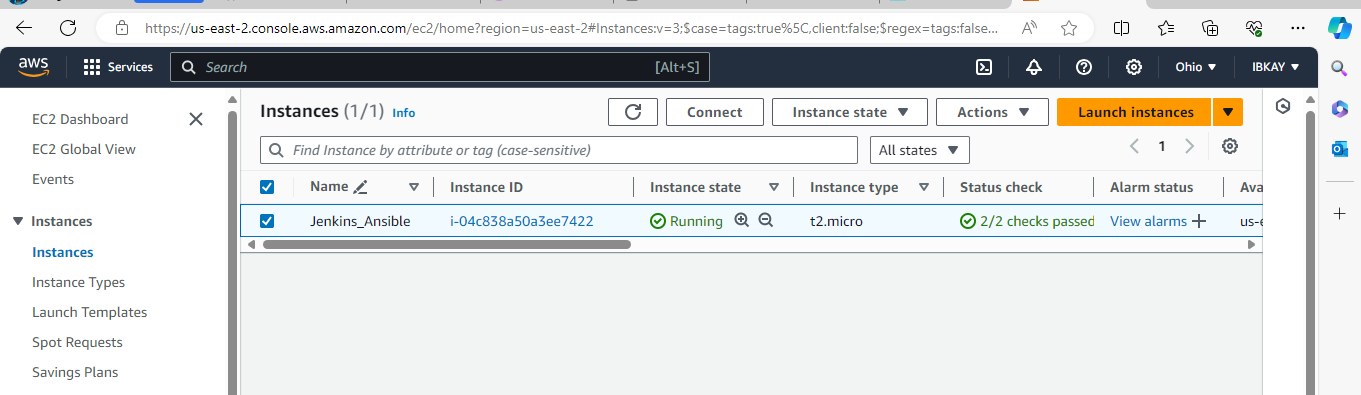 https://us-east-2.console.aws.amazon.com/ec2/home?region=us-east-2#Instances:v=3;$case=tags:true%5C,client:false;$regex=tags:false...
aws Services Search [Alt+S] Ohio IBKAY
EC2 Dashboard
EC2 Global View
Events
Instances
Instances
Instance Types
Launch Templates
Spot Requests
Savings Plans
Instances (1/1) Info Connect Instance state Actions Launch instances
Find Instance by attribute or tag (case-sensitive) All states 1
Name Instance ID Instance state Instance type Status check Alarm status Ava
Jenkins_Ansible i-04c838a50a3ee7422 Running t2.micro 2/2 checks passed View alarms us-e